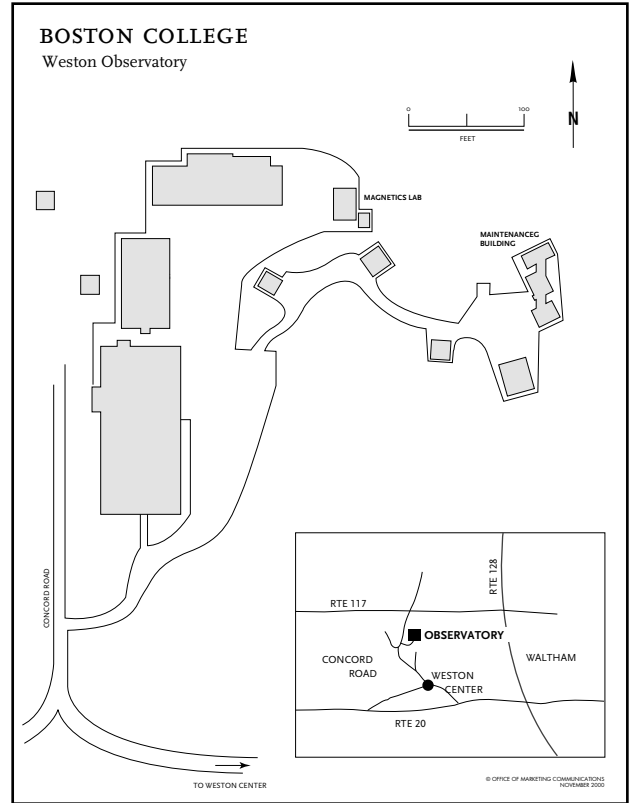 BOSTON COLLEGE
Weston Observatory
0 100
FEET
N
MAGNETICS LAB
MAINTENANCEG
BUILDING
CONCORD ROAD
RTE 128
RTE 117
OBSERVATORY
CONCORD
ROAD
WALTHAM
WESTON
CENTER
RTE 20
TO WESTON CENTER
© OFFICE OF MARKETING COMMUNICATIONS
NOVEMBER 2000